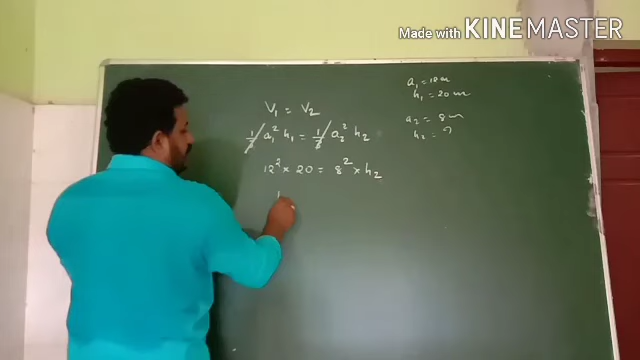 Made with KINEMASTER
a₁ = 12 m
h₁ = 20 m
a₂ = 8 m
h₂ = ?
V₁ = V₂
1/3 a₁² h₁ = 1/3 a₂² h₂
12² × 20 = 8² × h₂
1